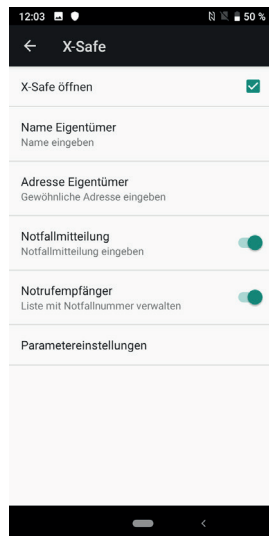 12:03
50 %
X-Safe
X-Safe öffnen
Name Eigentümer
Name eingeben
Adresse Eigentümer
Gewöhnliche Adresse eingeben
Notfallmitteilung
Notfallmitteilung eingeben
Notrufempfänger
Liste mit Notfallnummer verwalten
Parametereinstellungen